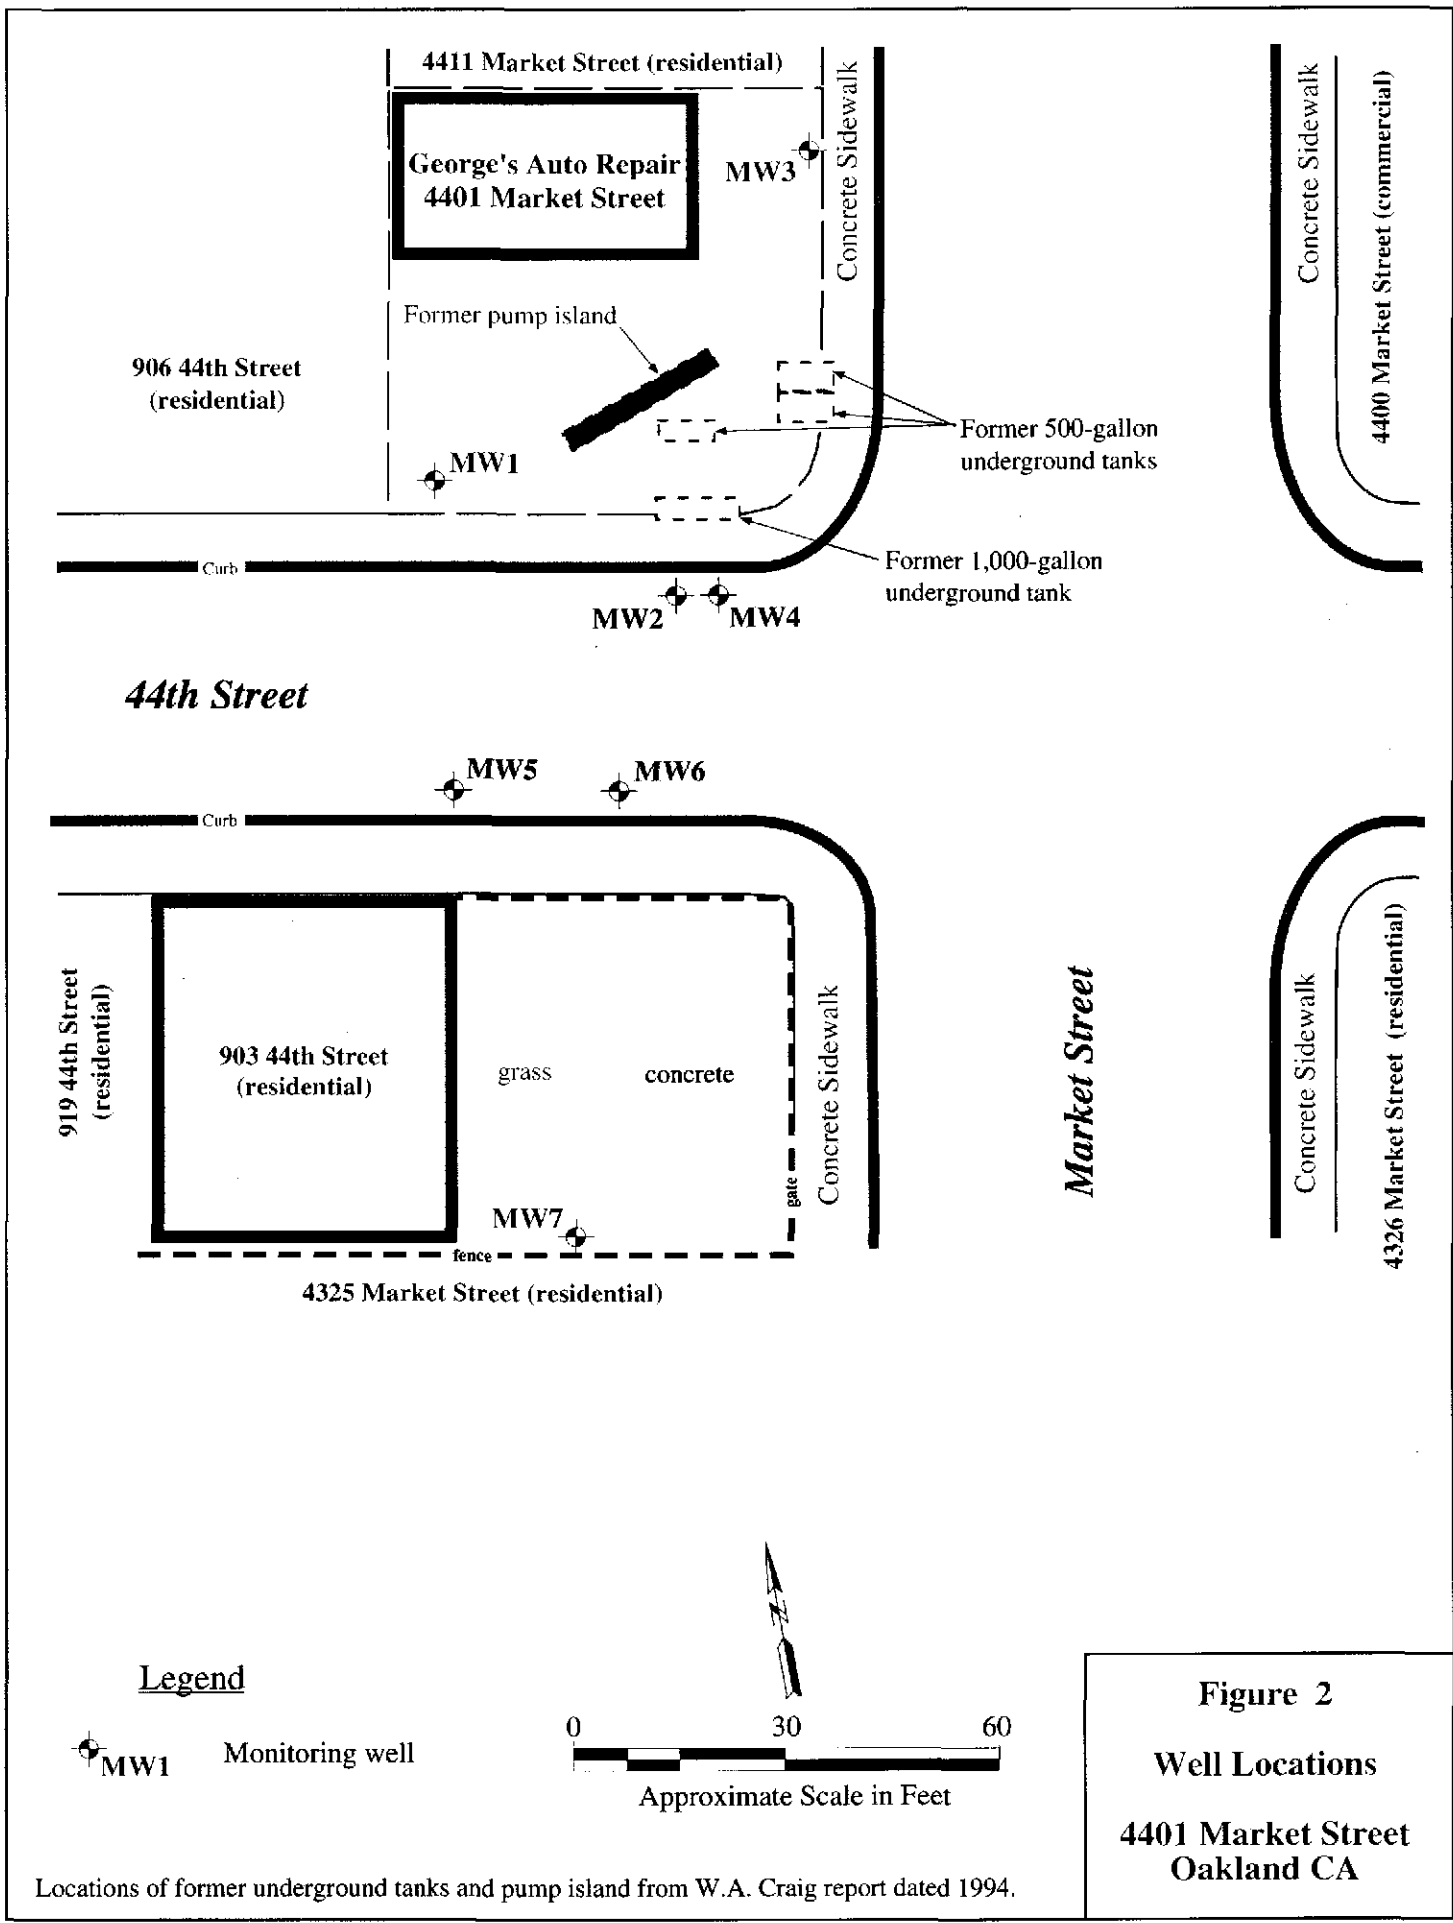 4411 Market Street (residential)
George's Auto Repair
4401 Market Street
MW3
Concrete Sidewalk
Concrete Sidewalk
4400 Market Street (commercial)
Former pump island
906 44th Street
(residential)
MW1
Former 500-gallon
underground tanks
Curb
Former 1,000-gallon
underground tank
MW2
MW4
44th Street
MW5
MW6
Curb
919 44th Street
(residential)
903 44th Street
(residential)
grass
concrete
gate
Concrete Sidewalk
Market Street
Concrete Sidewalk
4326 Market Street (residential)
MW7
fence
4325 Market Street (residential)
N
Legend
MW1
Monitoring well
0 30 60
Approximate Scale in Feet
Figure 2
Well Locations
4401 Market Street
Oakland CA
Locations of former underground tanks and pump island from W.A. Craig report dated 1994.